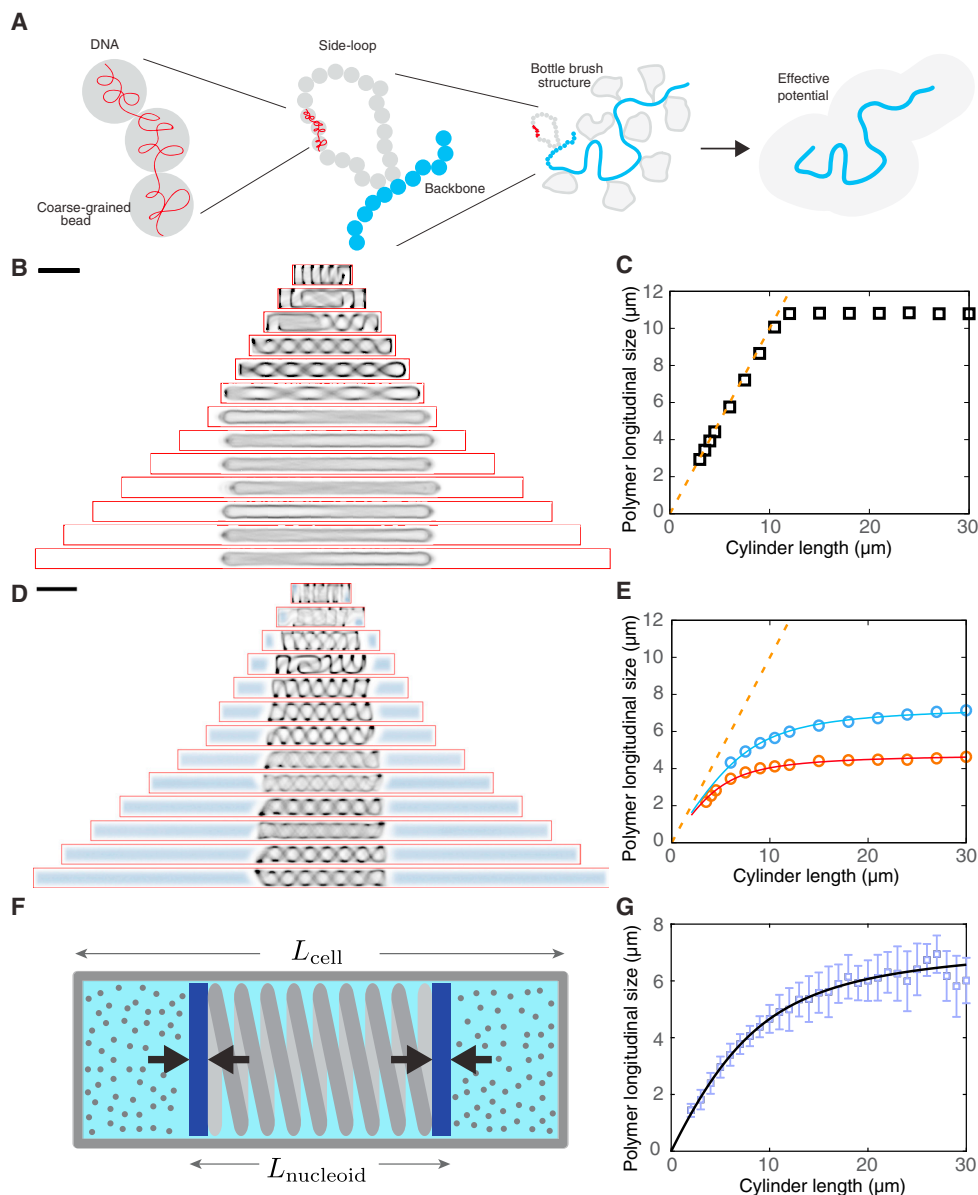 A
DNA
Side-loop
Bottle brush
structure
Effective
potential
Coarse-grained
bead
Backbone
B
C
Polymer longitudinal size (µm)
12
10
8
6
4
2
0
0
10
20
30
Cylinder length (µm)
D
E
Polymer longitudinal size (µm)
12
10
8
6
4
2
0
0
10
20
30
Cylinder length (µm)
F
L_cell
L_nucleoid
G
Polymer longitudinal size (µm)
8
6
4
2
0
0
10
20
30
Cylinder length (µm)